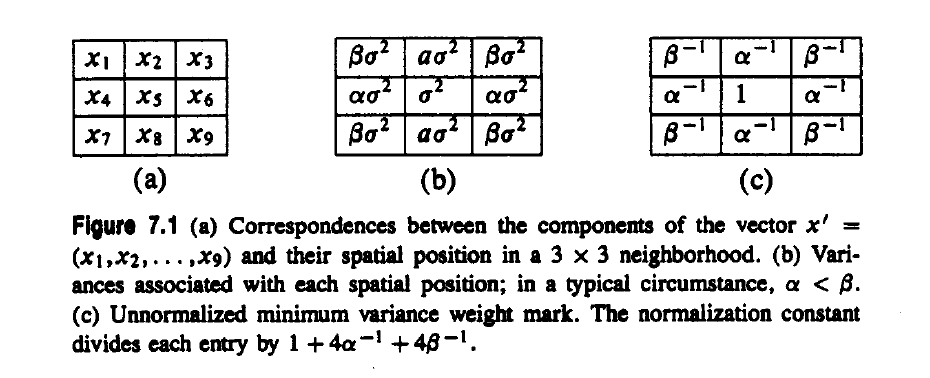 x₁ x₂ x₃ βσ² aσ² βσ² β⁻¹ α⁻¹ β⁻¹
x₄ x₅ x₆ ασ² σ² ασ² α⁻¹ 1 α⁻¹
x₇ x₈ x₉ βσ² aσ² βσ² β⁻¹ α⁻¹ β⁻¹
(a) (b) (c)
Figure 7.1 (a) Correspondences between the components of the vector x′ =
(x₁,x₂,...,x₉) and their spatial position in a 3 × 3 neighborhood. (b) Vari-
ances associated with each spatial position; in a typical circumstance, α < β.
(c) Unnormalized minimum variance weight mark. The normalization constant
divides each entry by 1 + 4α⁻¹ + 4β⁻¹.